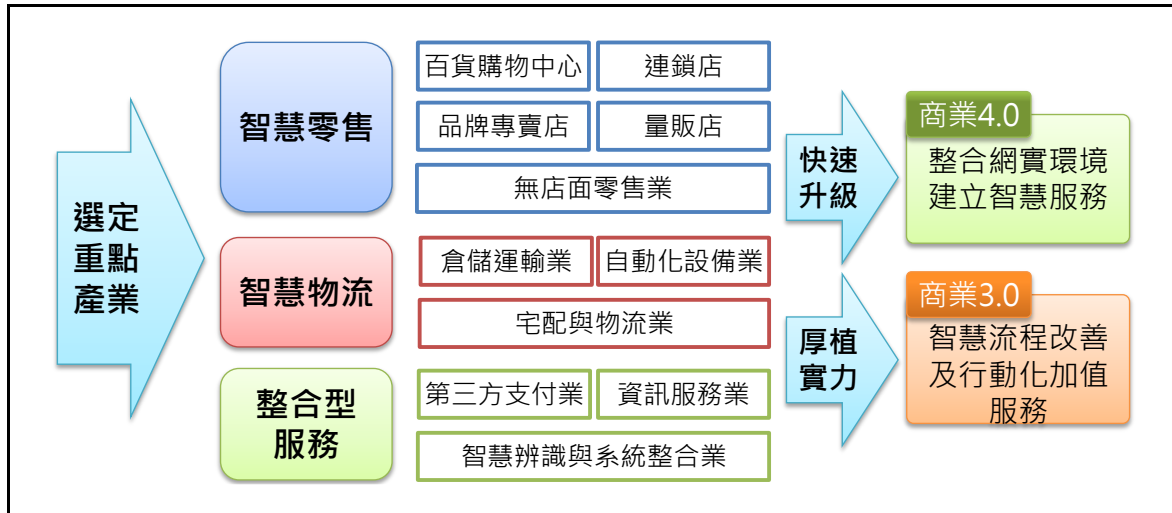 選定
重點
產業
智慧零售
百貨購物中心
連鎖店
品牌專賣店
量販店
無店面零售業
智慧物流
倉儲運輸業
自動化設備業
宅配與物流業
整合型
服務
第三方支付業
資訊服務業
智慧辨識與系統整合業
快速
升級
商業4.0
整合網實環境
建立智慧服務
厚植
實力
商業3.0
智慧流程改善
及行動化加值
服務